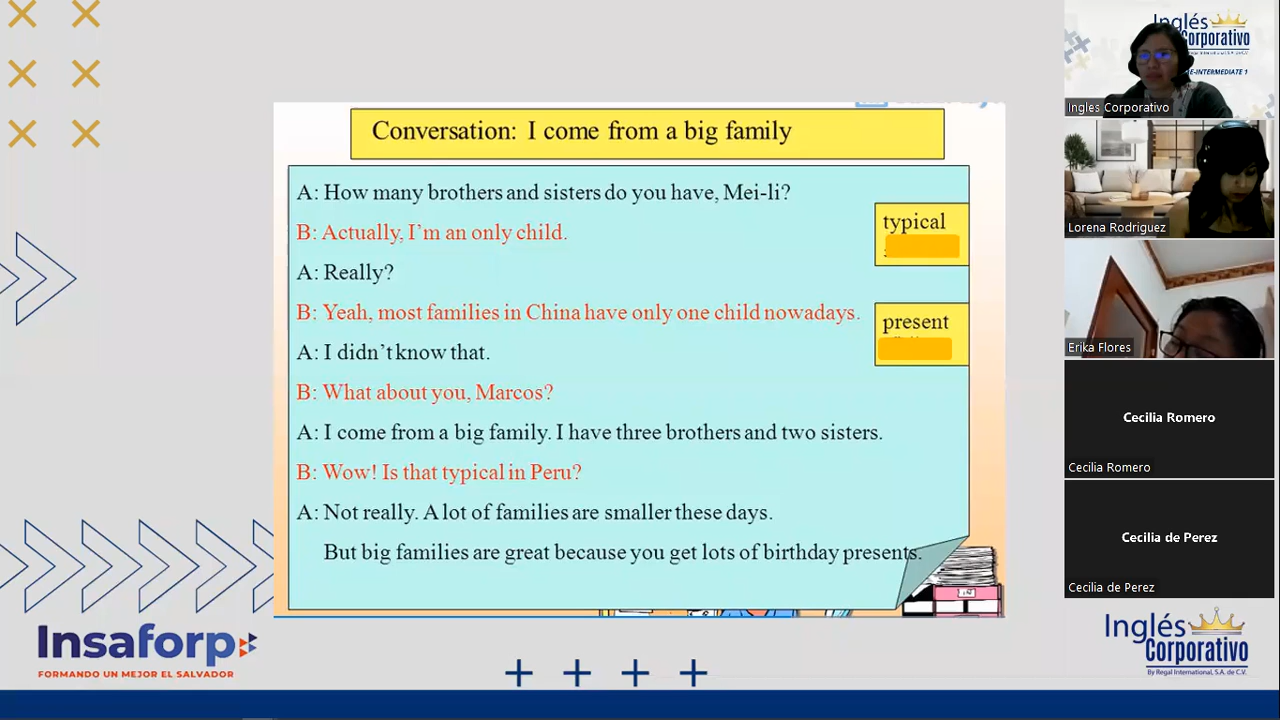 Conversation: I come from a big family
A: How many brothers and sisters do you have, Mei-li?
B: Actually, I'm an only child.
A: Really?
B: Yeah, most families in China have only one child nowadays.
A: I didn't know that.
B: What about you, Marcos?
A: I come from a big family. I have three brothers and two sisters.
B: Wow! Is that typical in Peru?
A: Not really. A lot of families are smaller these days.
But big families are great because you get lots of birthday presents.
typical
present
Insaforp
FORMANDO UN MEJOR EL SALVADOR
Inglés
Corporativo
E-INTERMEDIATE 1
Ingles Corporativo
Lorena Rodriguez
Erika Flores
Cecilia Romero
Cecilia Romero
Cecilia de Perez
Cecilia de Perez
Inglés
Corporativo
By Regal International, S.A. de C.V.